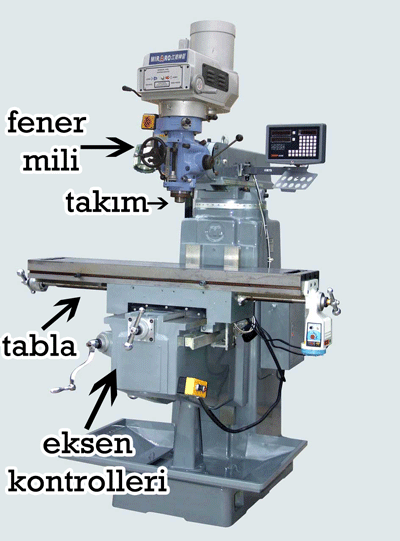 fener
mili
takım
tabla
eksen
kontrolleri